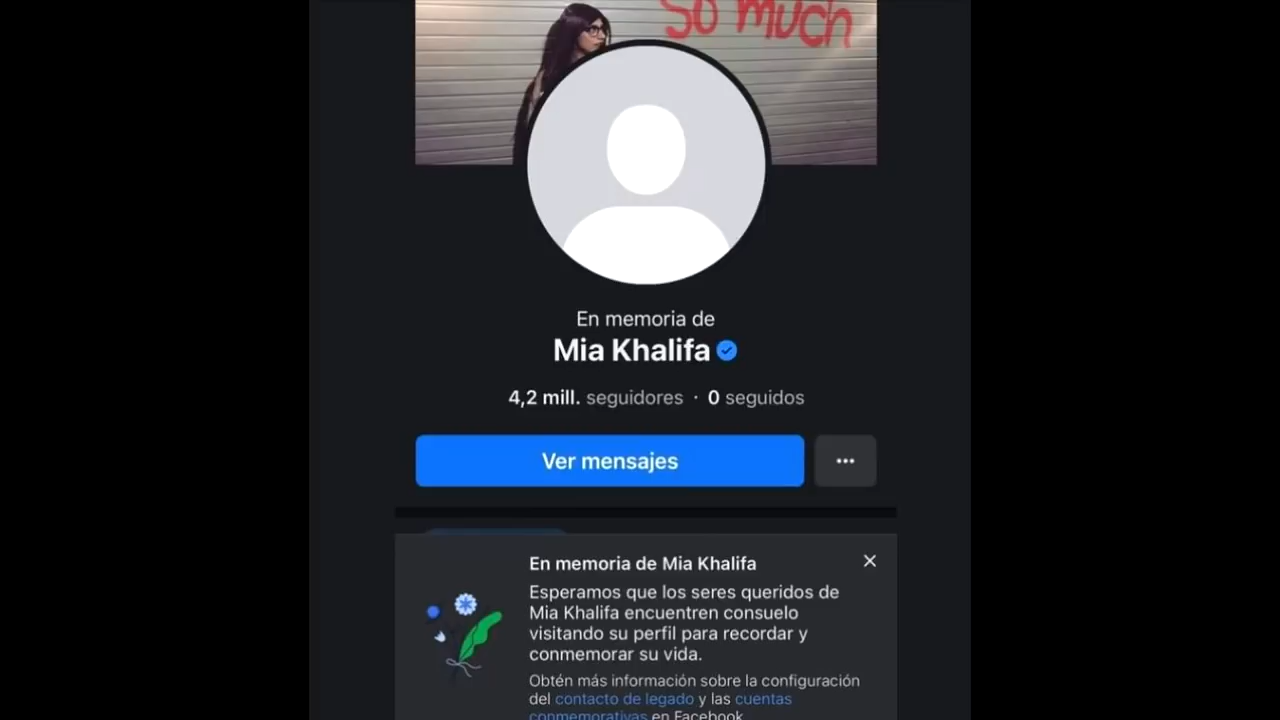 So much
En memoria de
Mia Khalifa
4,2 mill. seguidores · 0 seguidos
Ver mensajes
En memoria de Mia Khalifa
Esperamos que los seres queridos de
Mia Khalifa encuentren consuelo
visitando su perfil para recordar y
conmemorar su vida.
Obtén más información sobre la configuración
del contacto de legado y las cuentas
conmemorativas en Facebook.